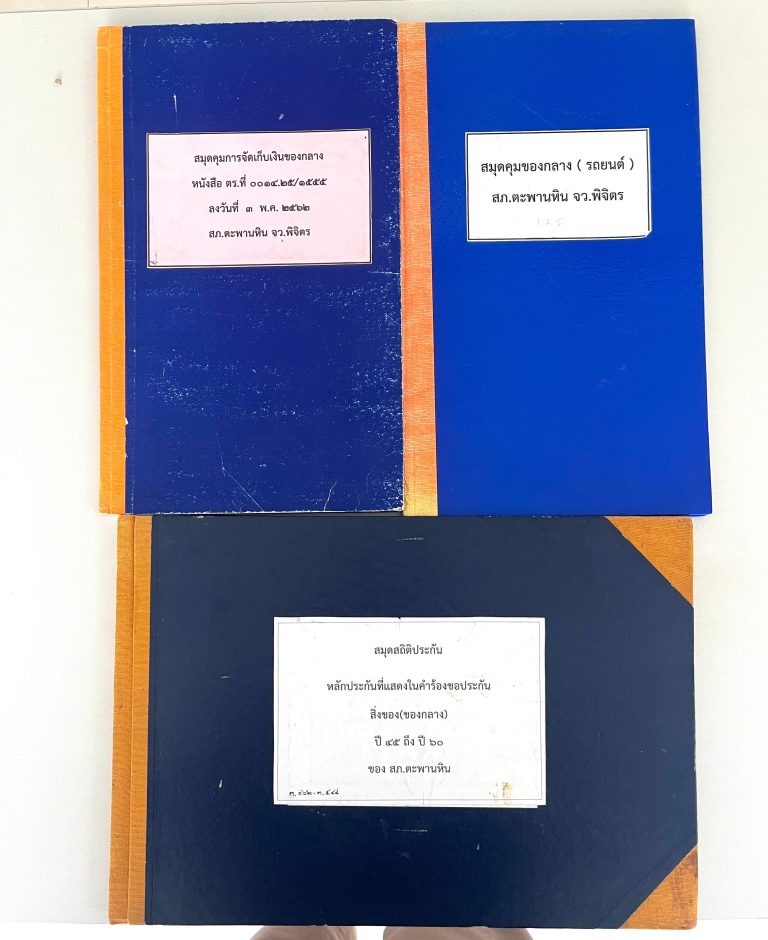 สมุดคุมการจัดเก็บเงินของกลาง
หนังสือ ตร.ที่ ๐๐๑๔.๒๕/๑๕๕๕
ลงวันที่ ๓ พ.ค. ๒๕๖๒
สภ.ตะพานหิน จว.พิจิตร
สมุดคุมของกลาง ( รถยนต์ )
สภ.ตะพานหิน จว.พิจิตร
สมุดสถิติประกัน
หลักประกันที่แสดงในคำร้องขอประกัน
สิ่งของ(ของกลาง)
ปี ๔๕ ถึง ปี ๖๐
ของ สภ.ตะพานหิน